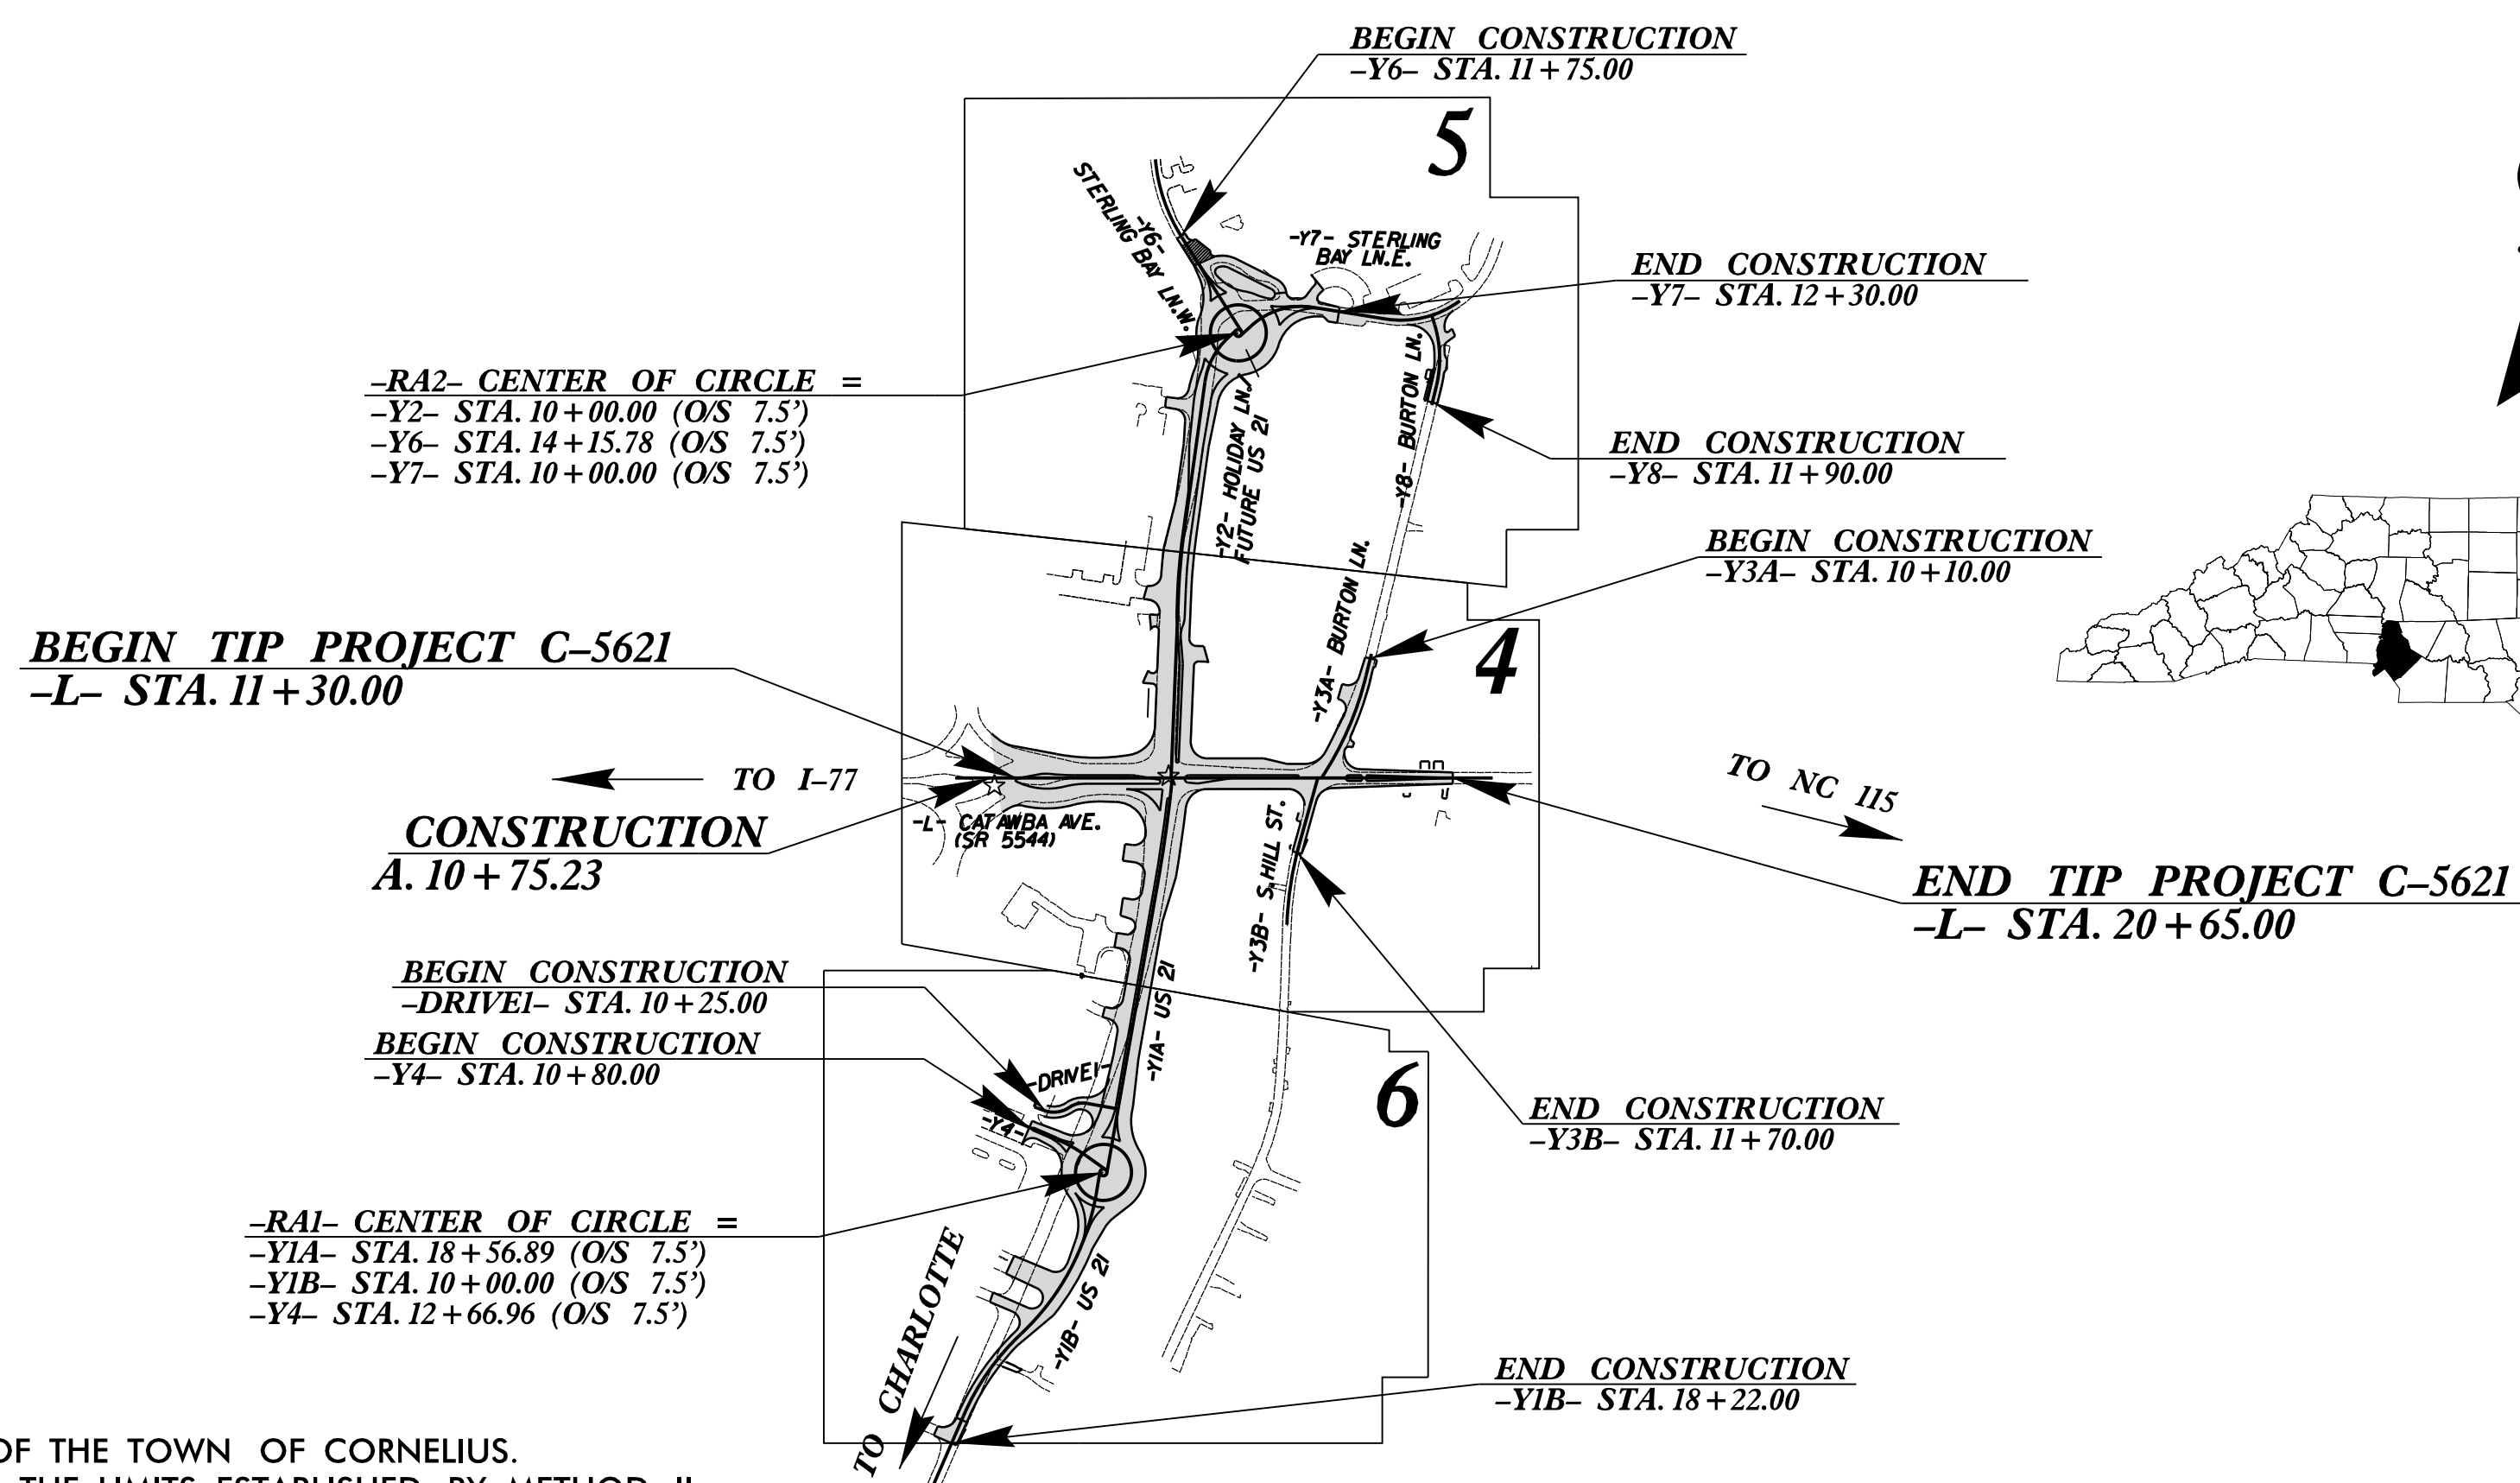 BEGIN CONSTRUCTION
–Y6– STA. 11+75.00
5
STERLING BAY LN.W.
-Y6-
-Y7- STERLING
BAY LN.E.
END CONSTRUCTION
–Y7– STA. 12+30.00
–RA2– CENTER OF CIRCLE =
–Y2– STA. 10+00.00 (O/S 7.5')
–Y6– STA. 14+15.78 (O/S 7.5')
–Y7– STA. 10+00.00 (O/S 7.5')
-Y2- HOLIDAY LN.
FUTURE US 21
-Y8- BURTON LN.
END CONSTRUCTION
–Y8– STA. 11+90.00
BEGIN CONSTRUCTION
–Y3A– STA. 10+10.00
-Y3A- BURTON LN.
4
BEGIN TIP PROJECT C–5621
–L– STA. 11+30.00
TO I–77
TO NC 115
CONSTRUCTION
A. 10+75.23
-L- CATAWBA AVE.
(SR 5544)
-Y3B- S.HILL ST.
END TIP PROJECT C–5621
–L– STA. 20+65.00
BEGIN CONSTRUCTION
–DRIVE1– STA. 10+25.00
BEGIN CONSTRUCTION
–Y4– STA. 10+80.00
-Y1A- US 21
-DRIVE1-
-Y4-
6
END CONSTRUCTION
–Y3B– STA. 11+70.00
–RA1– CENTER OF CIRCLE =
–Y1A– STA. 18+56.89 (O/S 7.5')
–Y1B– STA. 10+00.00 (O/S 7.5')
–Y4– STA. 12+66.96 (O/S 7.5')
TO CHARLOTTE
-Y1B- US 21
END CONSTRUCTION
–Y1B– STA. 18+22.00
OF THE TOWN OF CORNELIUS.
THE LIMITS ESTABLISHED BY METHOD II